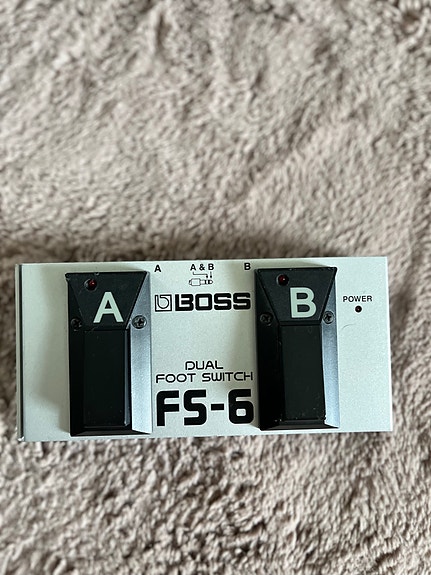 A A & B B
A BOSS B
POWER
DUAL
FOOT SWITCH
FS-6